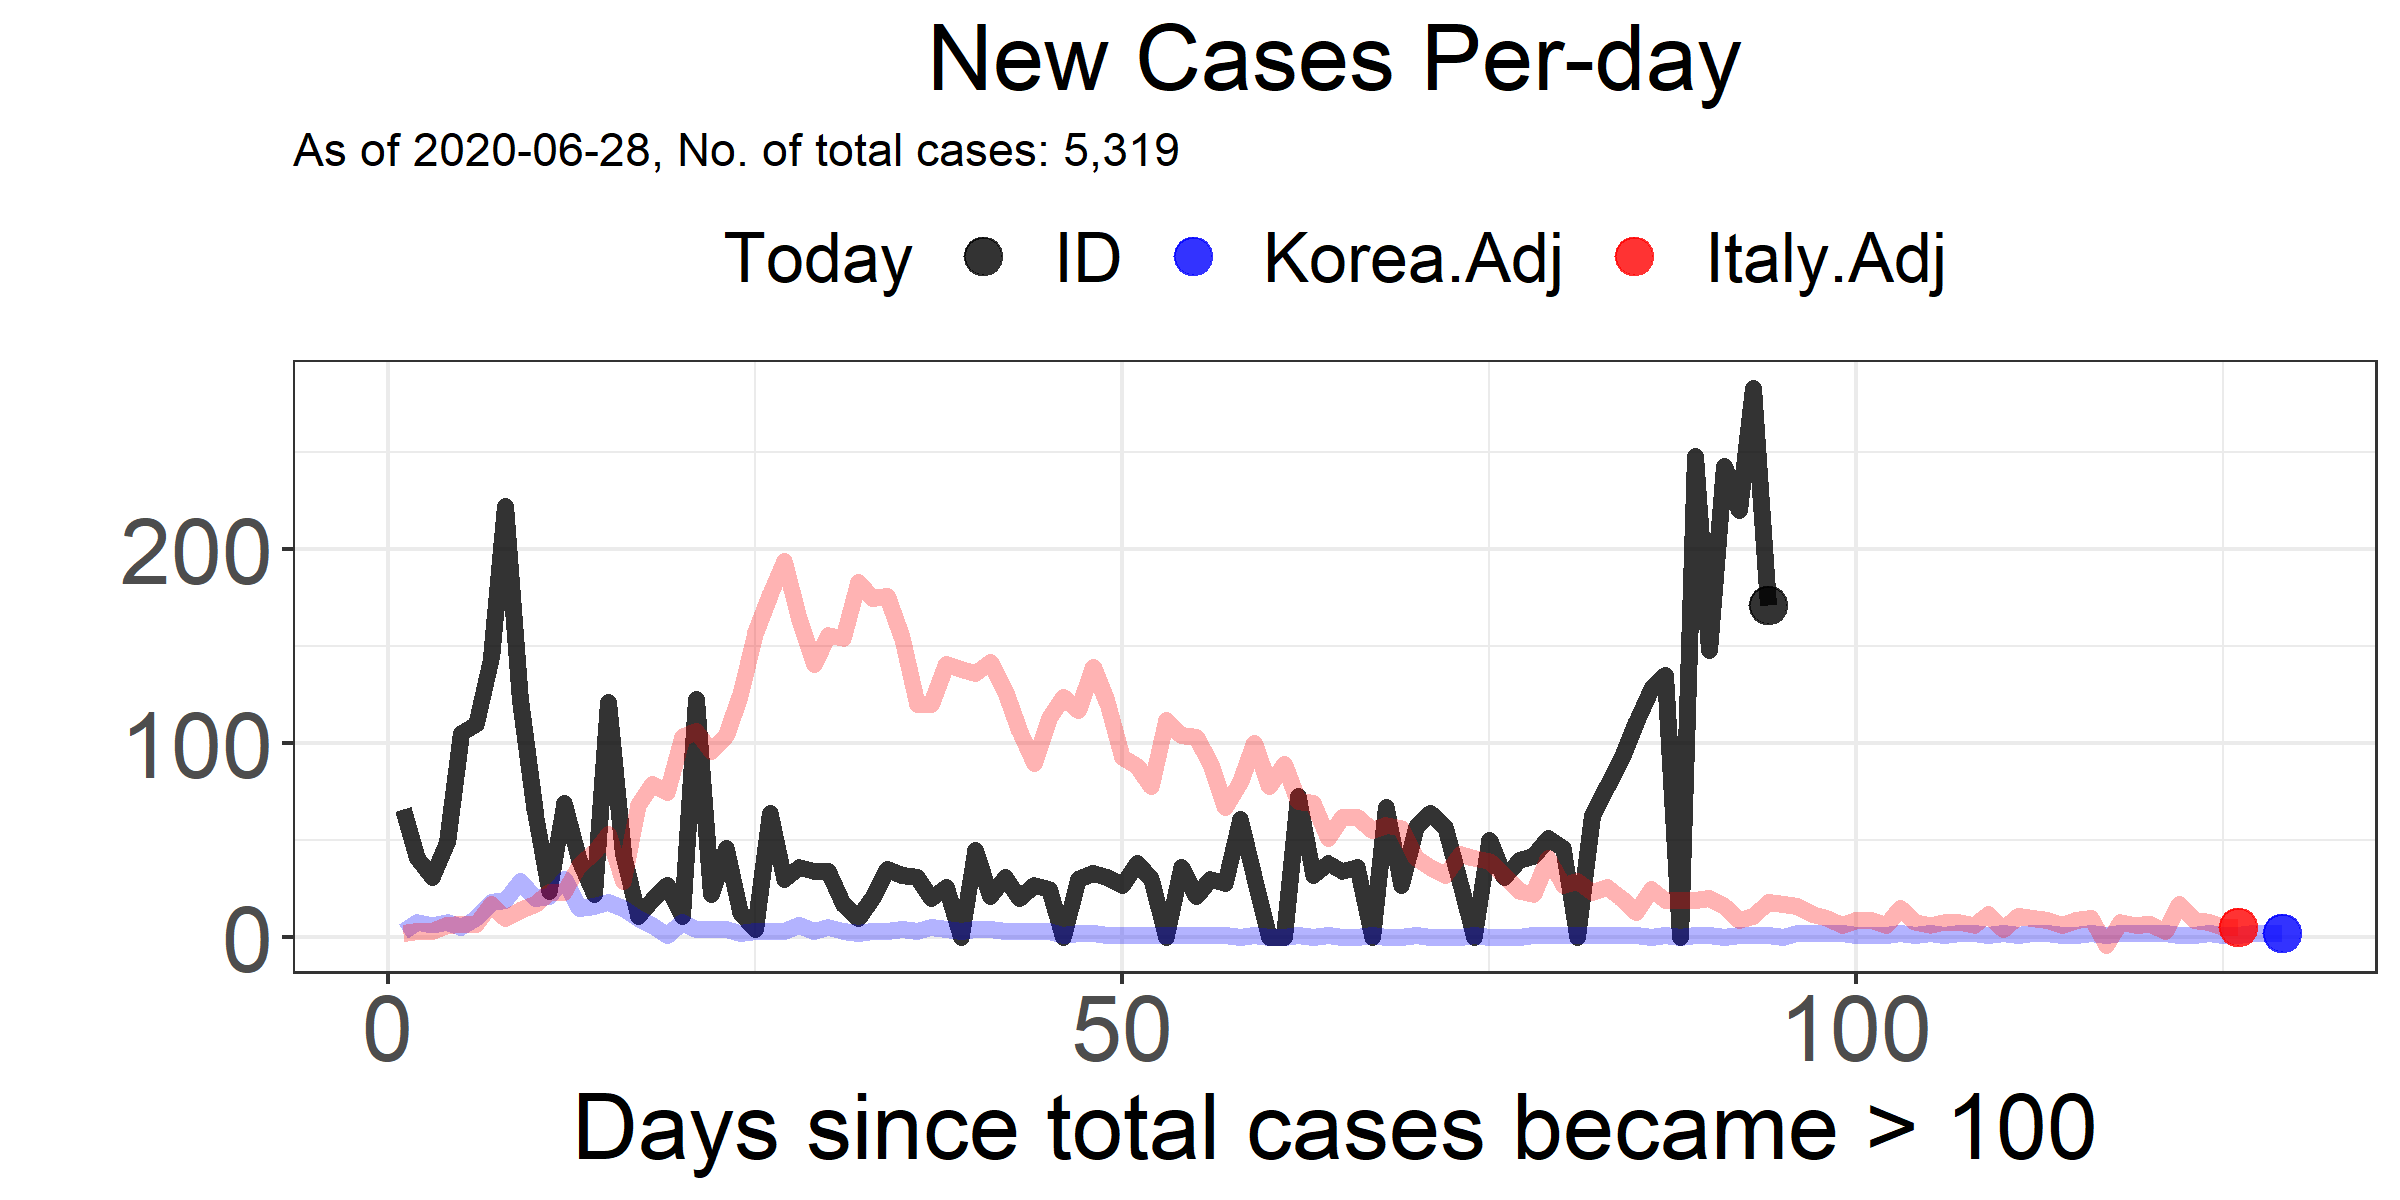 New Cases Per-day
As of 2020-06-28, No. of total cases: 5,319
Today ID Korea.Adj Italy.Adj
200
100
0
0 50 100
Days since total cases became > 100